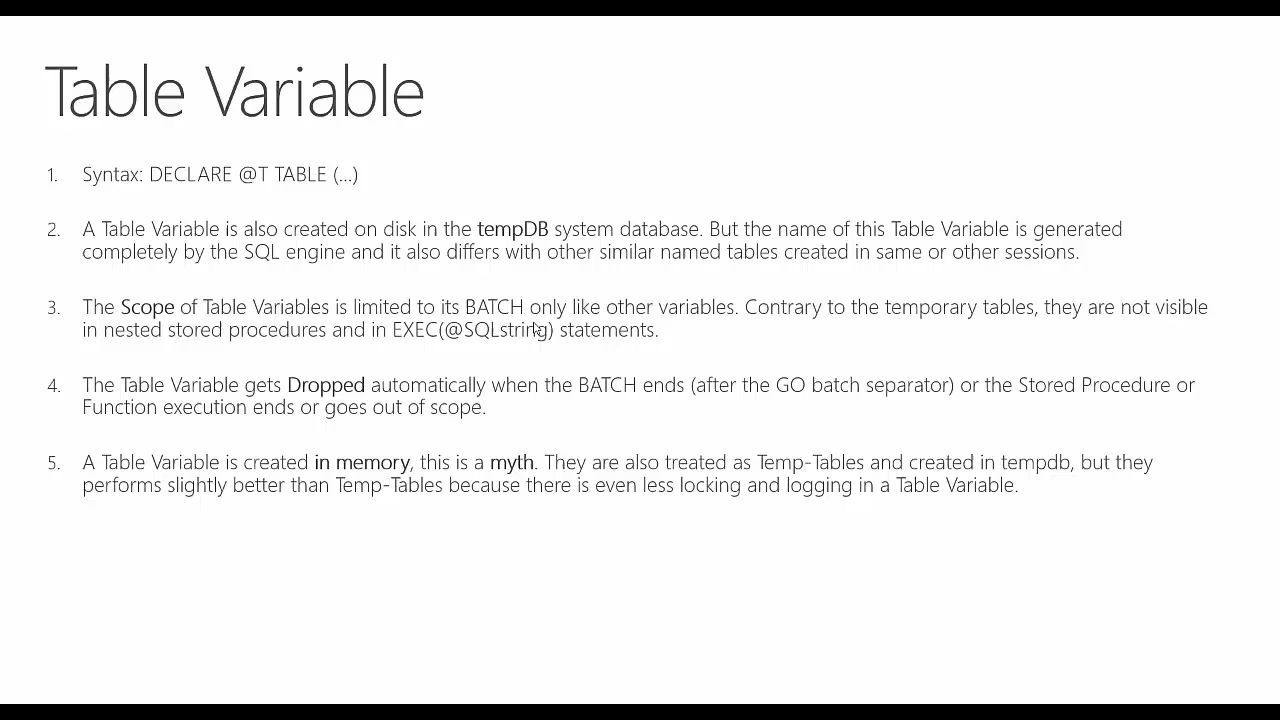 Table Variable
1. Syntax: DECLARE @T TABLE (...)
2. A Table Variable is also created on disk in the tempDB system database. But the name of this Table Variable is generated
completely by the SQL engine and it also differs with other similar named tables created in same or other sessions.
3. The Scope of Table Variables is limited to its BATCH only like other variables. Contrary to the temporary tables, they are not visible
in nested stored procedures and in EXEC(@SQLstring) statements.
4. The Table Variable gets Dropped automatically when the BATCH ends (after the GO batch separator) or the Stored Procedure or
Function execution ends or goes out of scope.
5. A Table Variable is created in memory, this is a myth. They are also treated as Temp-Tables and created in tempdb, but they
performs slightly better than Temp-Tables because there is even less locking and logging in a Table Variable.